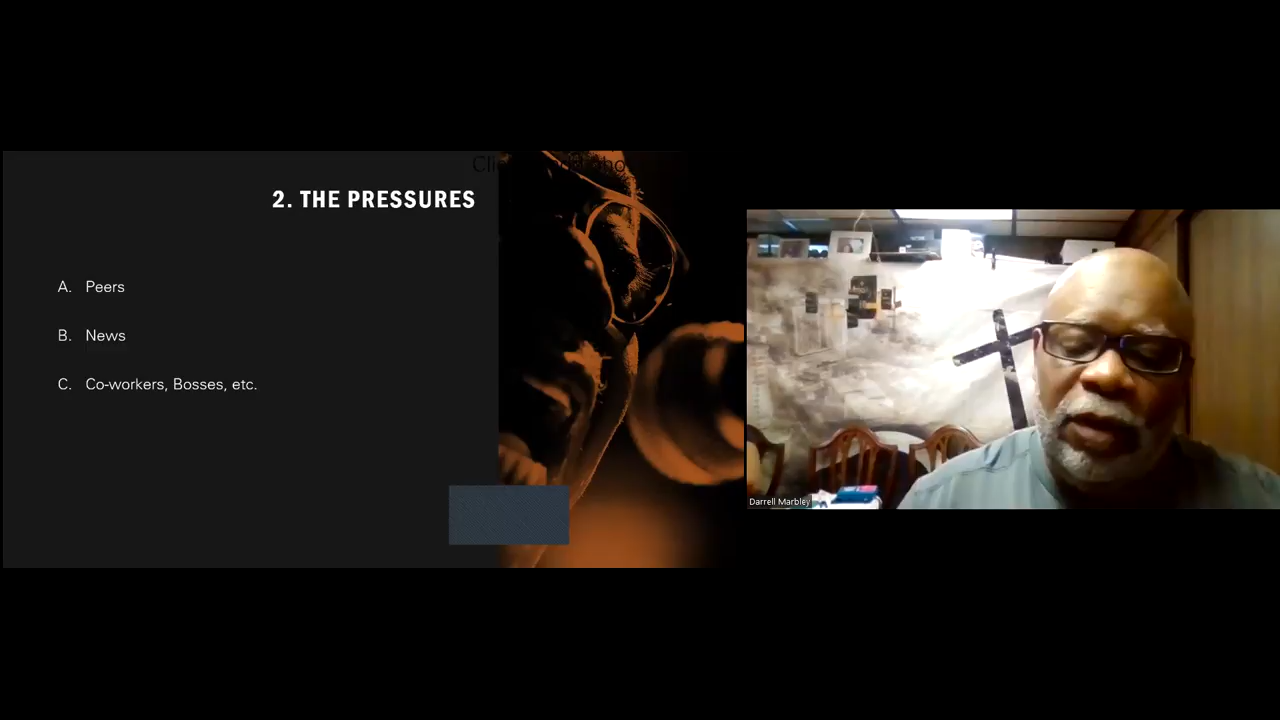 2. THE PRESSURES
A. Peers
B. News
C. Co-workers, Bosses, etc.
Darrell Marbley